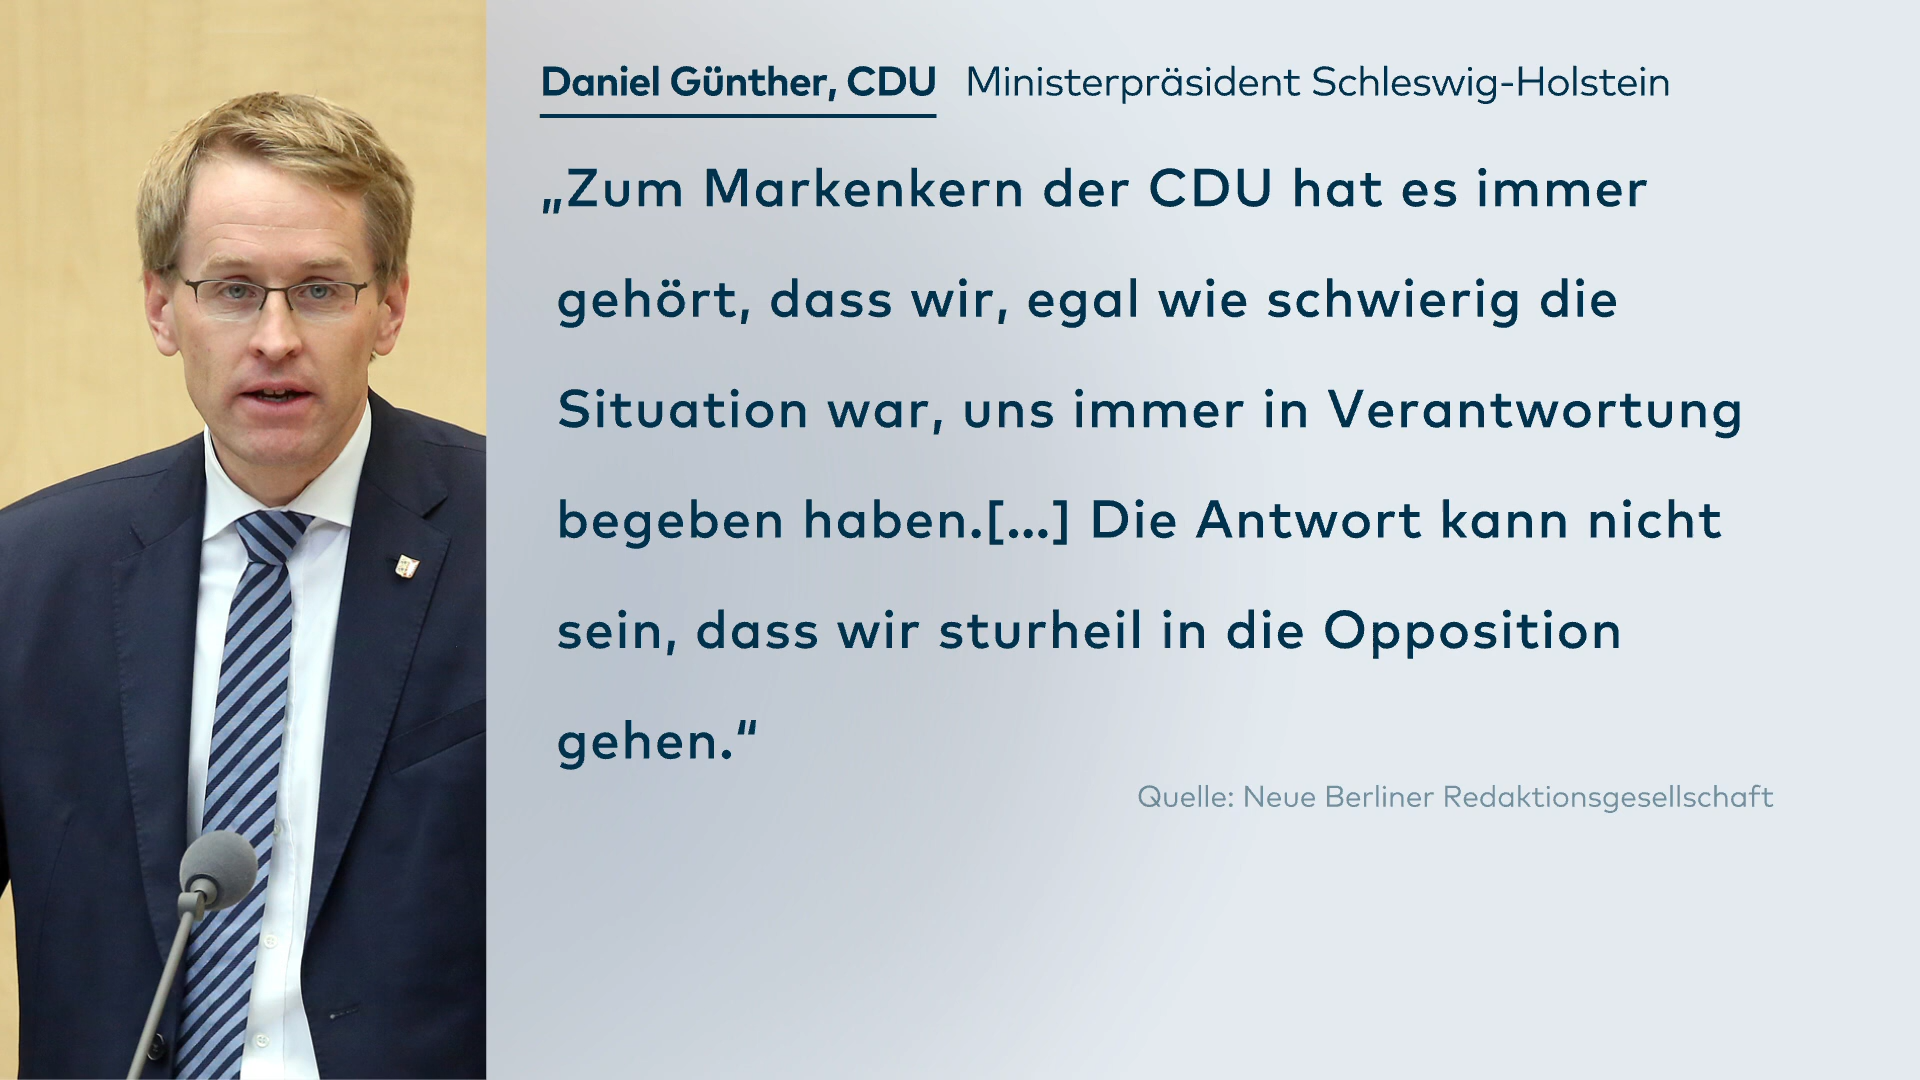 Daniel Günther, CDU Ministerpräsident Schleswig-Holstein
„Zum Markenkern der CDU hat es immer
gehört, dass wir, egal wie schwierig die
Situation war, uns immer in Verantwortung
begeben haben.[...] Die Antwort kann nicht
sein, dass wir sturheil in die Opposition
gehen.“
Quelle: Neue Berliner Redaktionsgesellschaft